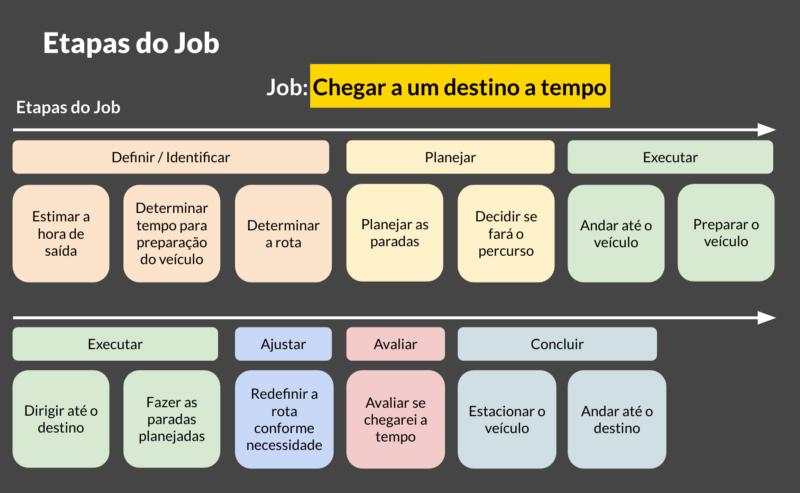 Etapas do Job
Job: Chegar a um destino a tempo
Etapas do Job
Definir / Identificar
Planejar
Executar
Estimar a
hora de
saída
Determinar
tempo para
preparação
do veículo
Determinar
a rota
Planejar as
paradas
Decidir se
fará o
percurso
Andar até o
veículo
Preparar o
veículo
Executar
Ajustar
Avaliar
Concluir
Dirigir até o
destino
Fazer as
paradas
planejadas
Redefinir a
rota
conforme
necessidade
Avaliar se
chegarei a
tempo
Estacionar o
veículo
Andar até o
destino